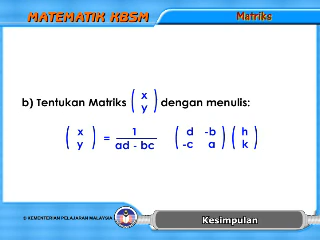 MATEMATIK KBSM
Matriks
b) Tentukan Matriks ( x y ) dengan menulis:
( x y ) = 1 / ad - bc ( d -b -c a ) ( h k )
© KEMENTERIAN PELAJARAN MALAYSIA
Kesimpulan